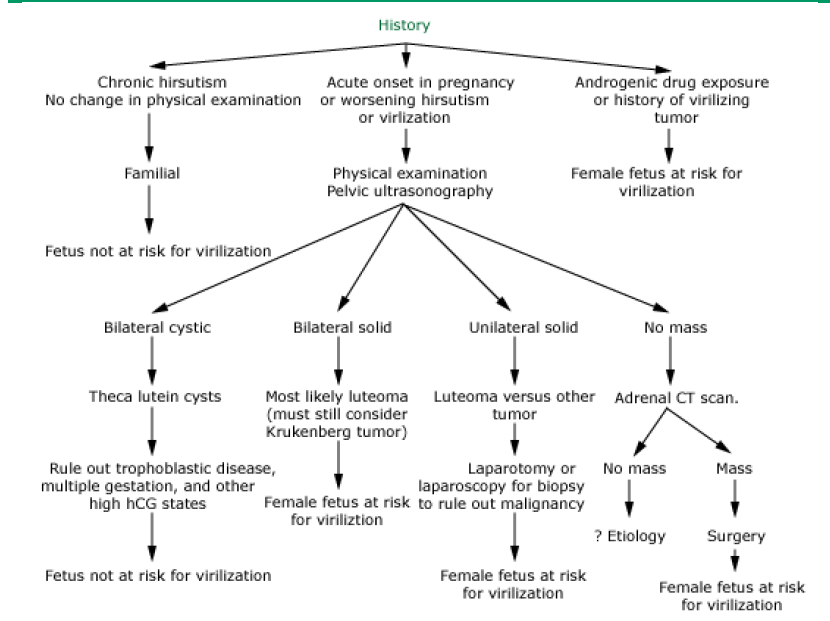 History
Chronic hirsutism
No change in physical examination
Acute onset in pregnancy
or worsening hirsutism
or virlization
Androgenic drug exposure
or history of virilizing
tumor
Familial
Physical examination
Pelvic ultrasonography
Female fetus at risk for
virilization
Fetus not at risk for virilization
Bilateral cystic
Bilateral solid
Unilateral solid
No mass
Theca lutein cysts
Most likely luteoma
(must still consider
Krukenberg tumor)
Luteoma versus other
tumor
Adrenal CT scan.
Rule out trophoblastic disease,
multiple gestation, and other
high hCG states
Female fetus at risk
for viriliztion
Laparotomy or
laparoscopy for biopsy
to rule out malignancy
No mass
Mass
? Etiology
Surgery
Fetus not at risk for virilization
Female fetus at risk
for virilization
Female fetus at risk
for virilization